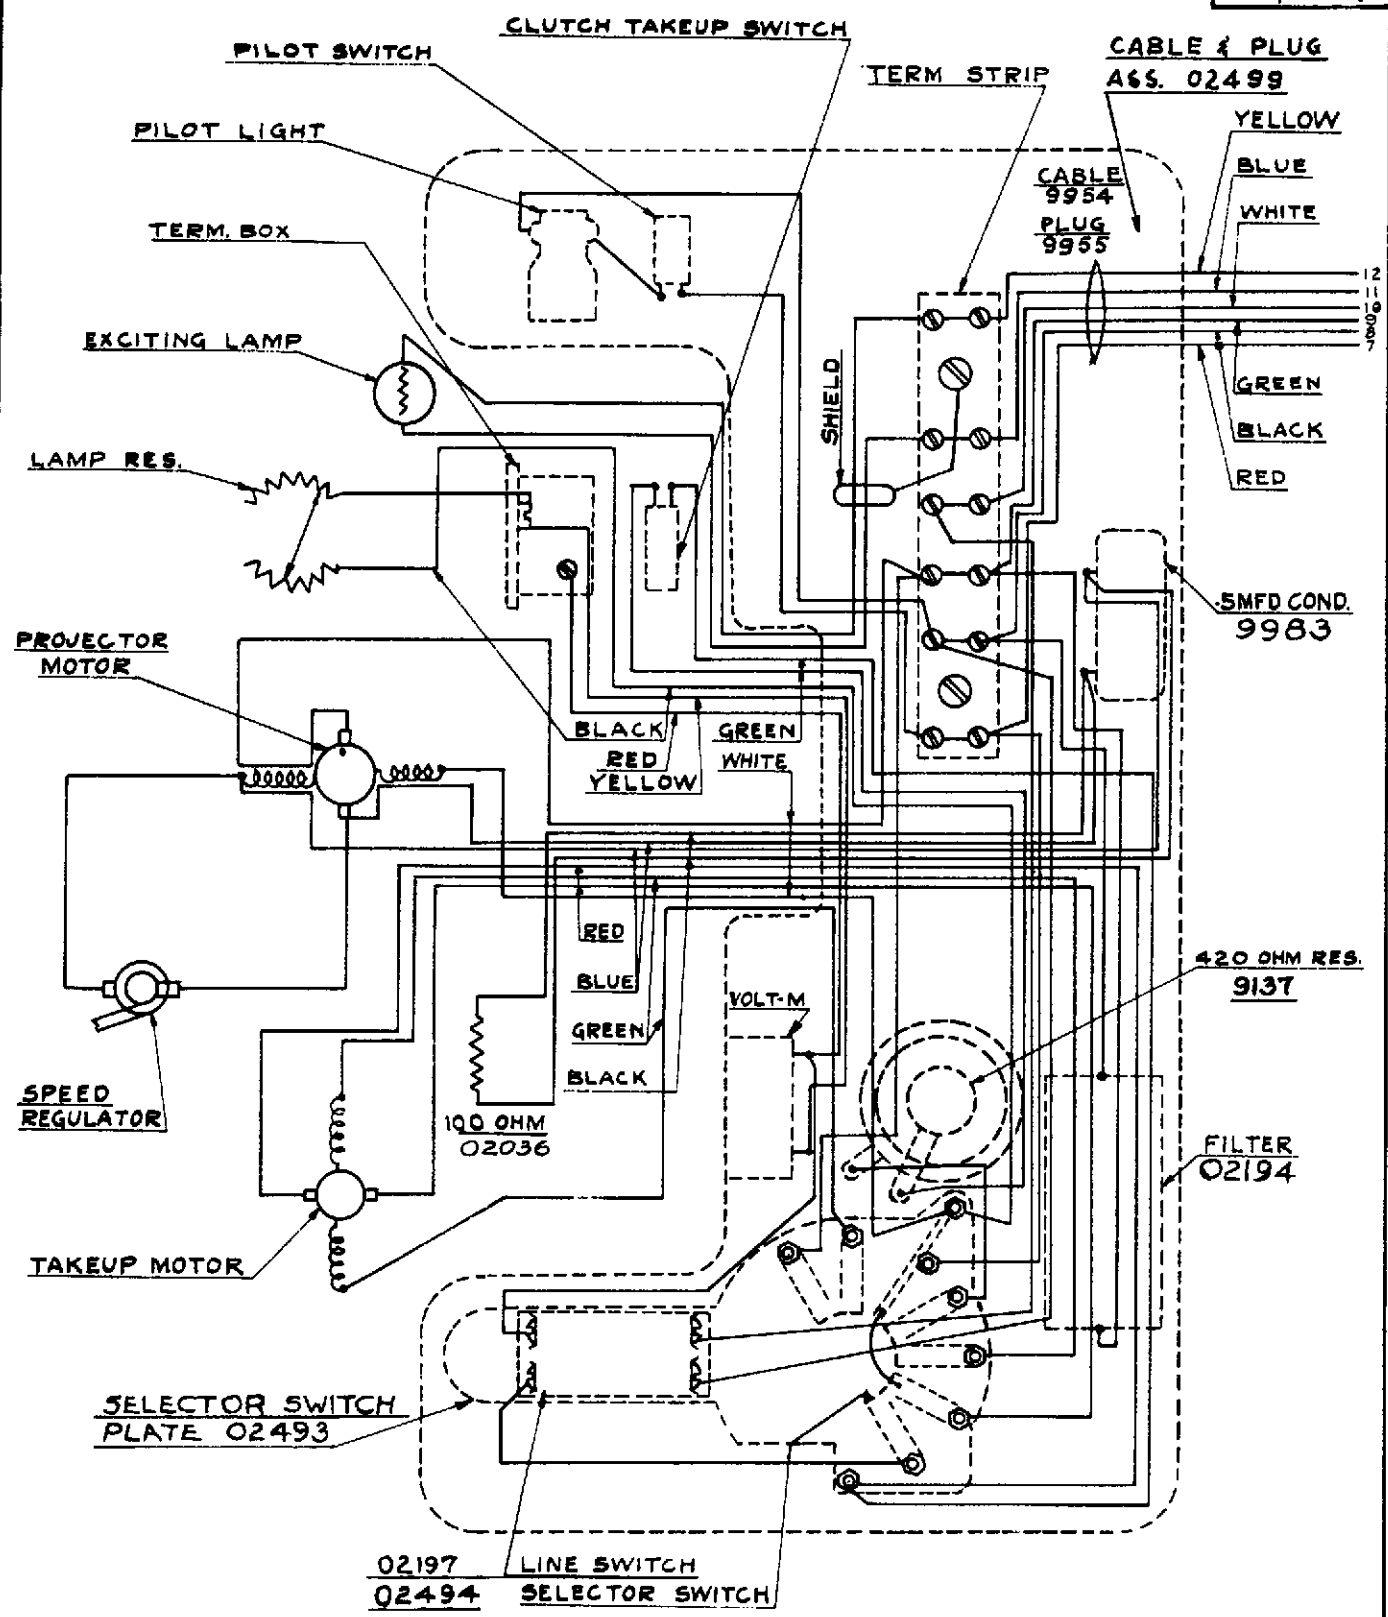 CLUTCH TAKEUP SWITCH
PILOT SWITCH
CABLE & PLUG
ASS. 02499
TERM STRIP
YELLOW
PILOT LIGHT
BLUE
CABLE
9954
WHITE
PLUG
9955
TERM. BOX
12
11
10
9
8
7
EXCITING LAMP
SHIELD
GREEN
BLACK
LAMP RES.
RED
.5MFD COND.
9983
PROJECTOR
MOTOR
BLACK
GREEN
RED
WHITE
YELLOW
RED
BLUE
420 OHM RES.
9137
VOLT-M
GREEN
BLACK
SPEED
REGULATOR
100 OHM
02036
FILTER
02194
TAKEUP MOTOR
SELECTOR SWITCH
PLATE 02493
02197 LINE SWITCH
02494 SELECTOR SWITCH